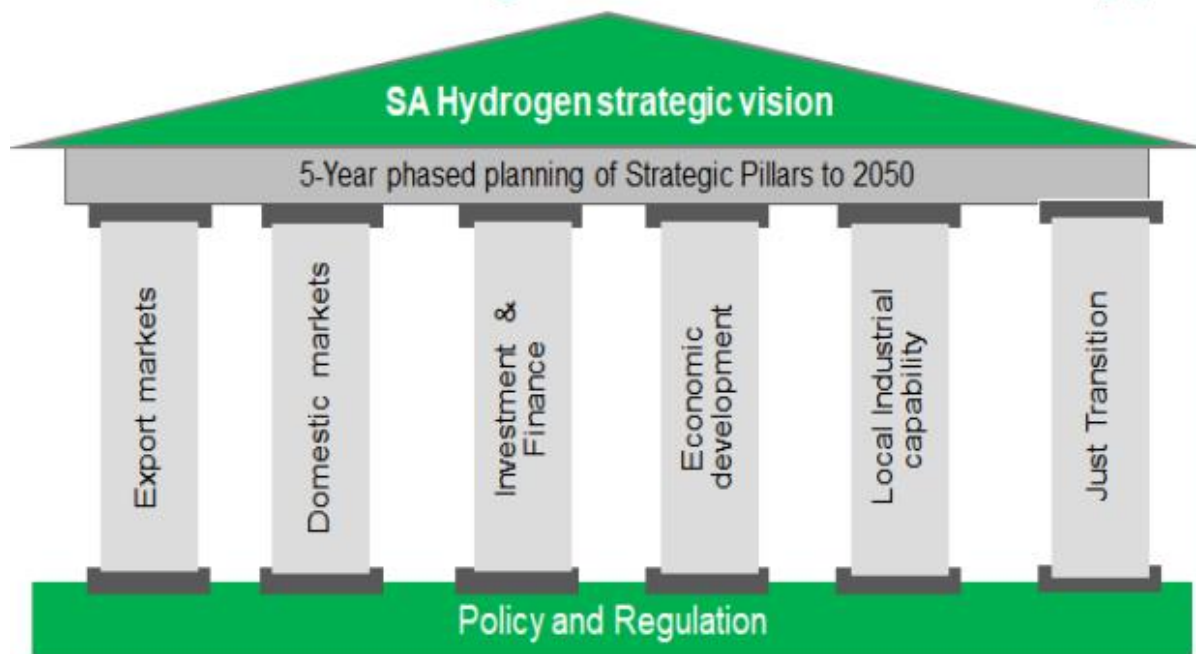 SA Hydrogen strategic vision
5-Year phased planning of Strategic Pillars to 2050
Export markets
Domestic markets
Investment &
Finance
Economic
development
Local Industrial
capability
Just Transition
Policy and Regulation